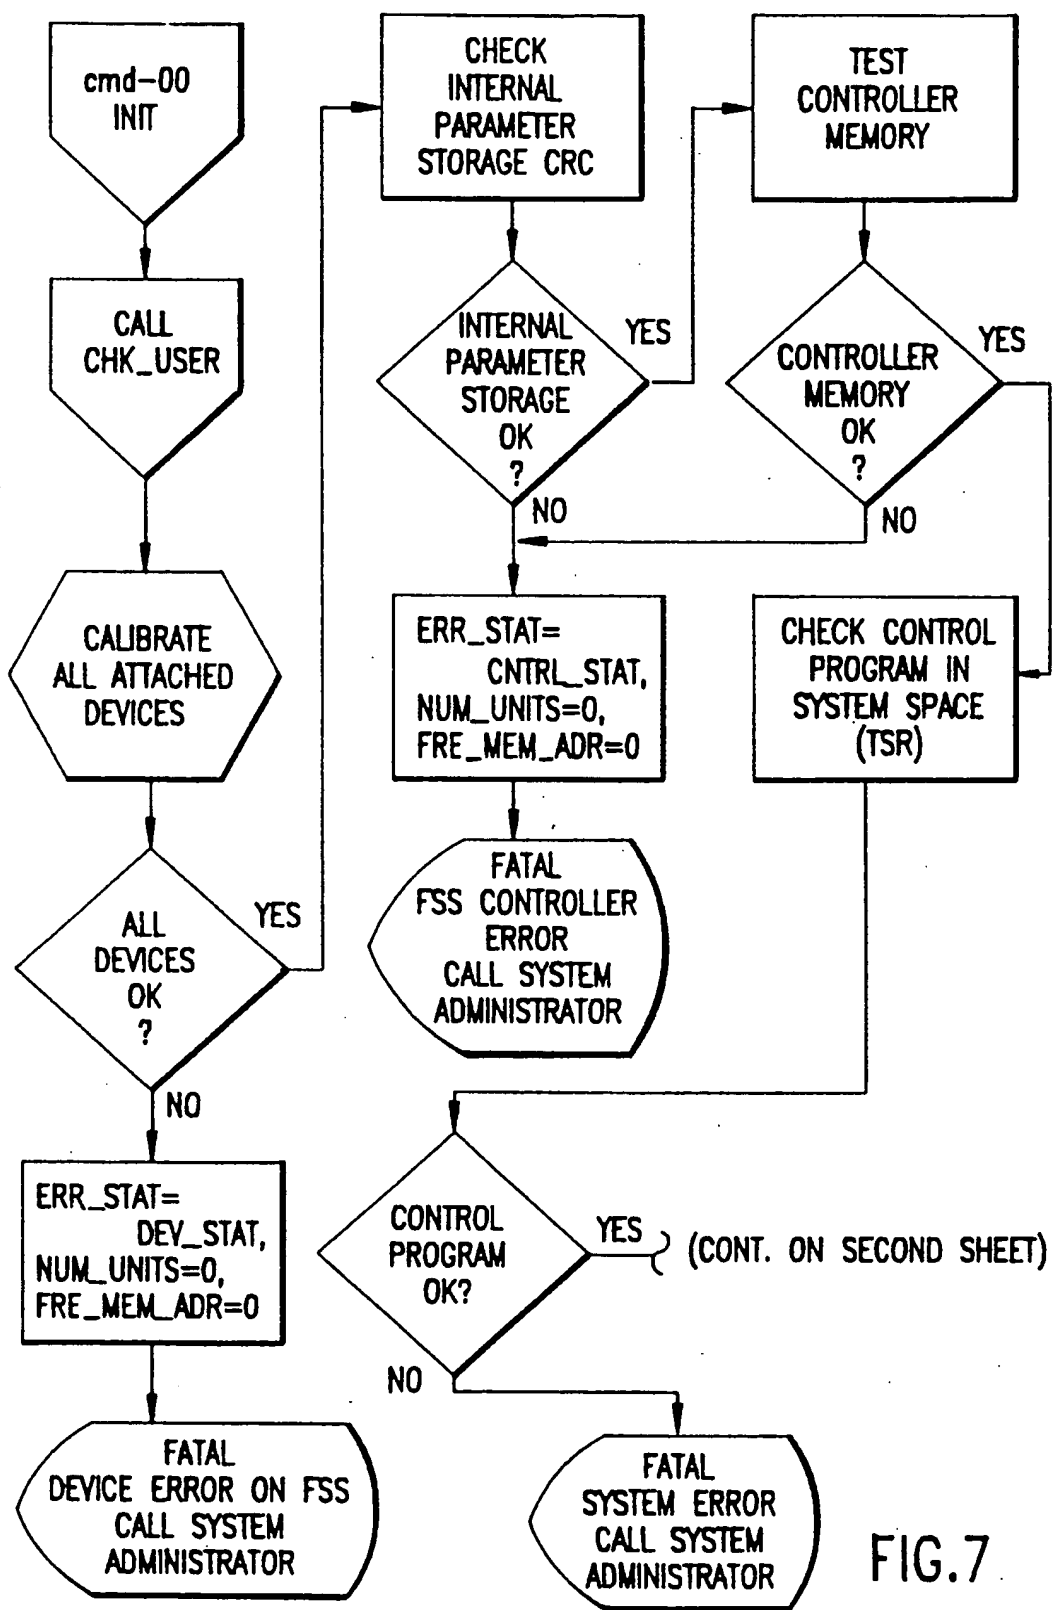 cmd-00
INIT
CALL
CHK_USER
CALIBRATE
ALL ATTACHED
DEVICES
ALL
DEVICES
OK
?
YES
NO
ERR_STAT=
DEV_STAT,
NUM_UNITS=0,
FRE_MEM_ADR=0
FATAL
DEVICE ERROR ON FSS
CALL SYSTEM
ADMINISTRATOR
CHECK
INTERNAL
PARAMETER
STORAGE CRC
INTERNAL
PARAMETER
STORAGE
OK
?
YES
NO
ERR_STAT=
CNTRL_STAT,
NUM_UNITS=0,
FRE_MEM_ADR=0
FATAL
FSS CONTROLLER
ERROR
CALL SYSTEM
ADMINISTRATOR
TEST
CONTROLLER
MEMORY
CONTROLLER
MEMORY
OK
?
YES
NO
CHECK CONTROL
PROGRAM IN
SYSTEM SPACE
(TSR)
CONTROL
PROGRAM
OK?
YES
(CONT. ON SECOND SHEET)
NO
FATAL
SYSTEM ERROR
CALL SYSTEM
ADMINISTRATOR
FIG.7